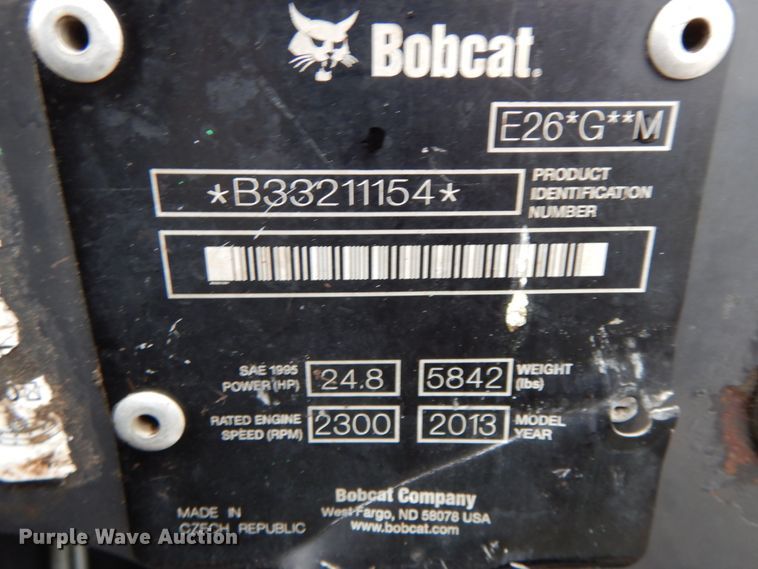 Bobcat.
E26*G**M
*B33211154*
PRODUCT
IDENTIFICATION
NUMBER
SAE 1995
POWER (HP)
24.8
5842
WEIGHT
(lbs)
RATED ENGINE
SPEED (RPM)
2300
2013
MODEL
YEAR
Bobcat Company
West Fargo, ND 58078 USA
www.bobcat.com
MADE IN
CZECH REPUBLIC
Purple Wave Auction